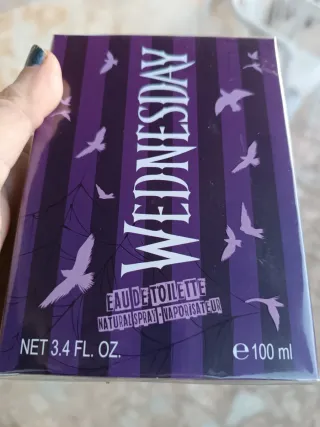 WEDNESDAY
EAU DE TOILETTE
NATURAL SPRAY - VAPORISATEUR
NET 3.4 FL. OZ.
e 100 ml